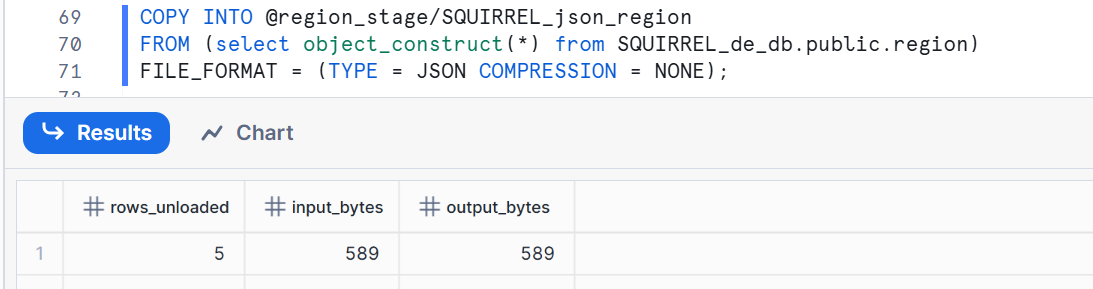 69 COPY INTO @region_stage/SQUIRREL_json_region
70 FROM (select object_construct(*) from SQUIRREL_de_db.public.region)
71 FILE_FORMAT = (TYPE = JSON COMPRESSION = NONE);
72
Results Chart
rows_unloaded input_bytes output_bytes
1 5 589 589